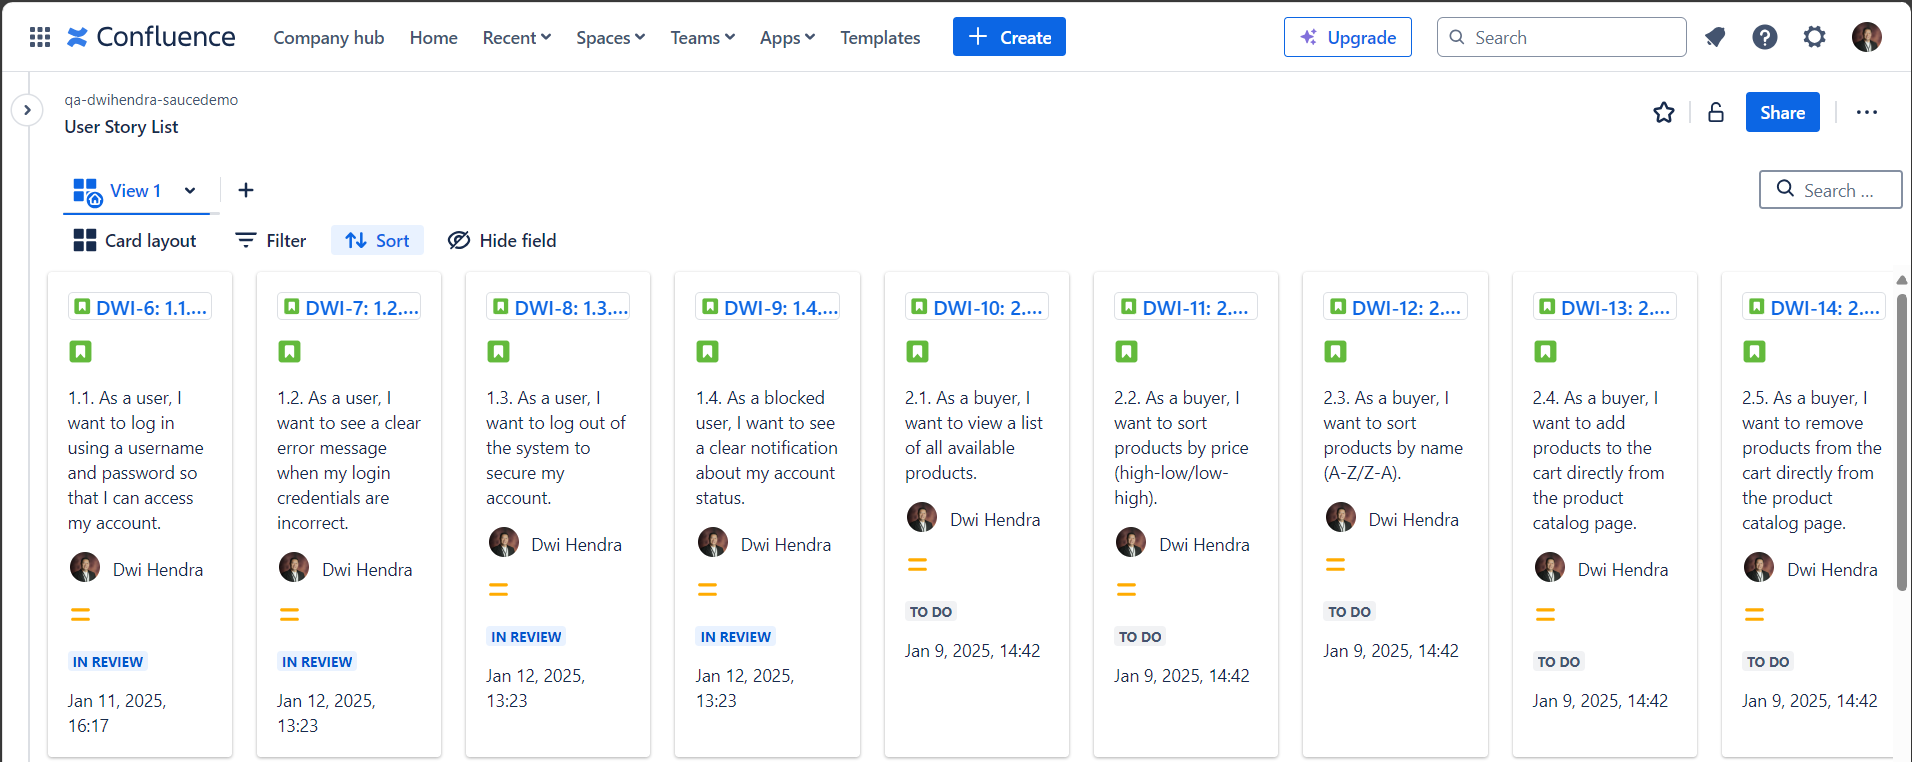 Confluence
Company hub
Home
Recent
Spaces
Teams
Apps
Templates
Create
Upgrade
Search
qa-dwihendra-saucedemo
User Story List
Share
View 1
Search ...
Card layout
Filter
Sort
Hide field
DWI-6: 1.1....
1.1. As a user, I
want to log in
using a username
and password so
that I can access
my account.
Dwi Hendra
IN REVIEW
Jan 11, 2025,
16:17
DWI-7: 1.2....
1.2. As a user, I
want to see a clear
error message
when my login
credentials are
incorrect.
Dwi Hendra
IN REVIEW
Jan 12, 2025,
13:23
DWI-8: 1.3....
1.3. As a user, I
want to log out of
the system to
secure my
account.
Dwi Hendra
IN REVIEW
Jan 12, 2025,
13:23
DWI-9: 1.4....
1.4. As a blocked
user, I want to see
a clear notification
about my account
status.
Dwi Hendra
IN REVIEW
Jan 12, 2025,
13:23
DWI-10: 2....
2.1. As a buyer, I
want to view a list
of all available
products.
Dwi Hendra
TO DO
Jan 9, 2025, 14:42
DWI-11: 2....
2.2. As a buyer, I
want to sort
products by price
(high-low/low-
high).
Dwi Hendra
TO DO
Jan 9, 2025, 14:42
DWI-12: 2....
2.3. As a buyer, I
want to sort
products by name
(A-Z/Z-A).
Dwi Hendra
TO DO
Jan 9, 2025, 14:42
DWI-13: 2....
2.4. As a buyer, I
want to add
products to the
cart directly from
the product
catalog page.
Dwi Hendra
TO DO
Jan 9, 2025, 14:42
DWI-14: 2....
2.5. As a buyer, I
want to remove
products from the
cart directly from
the product
catalog page.
Dwi Hendra
TO DO
Jan 9, 2025, 14:42